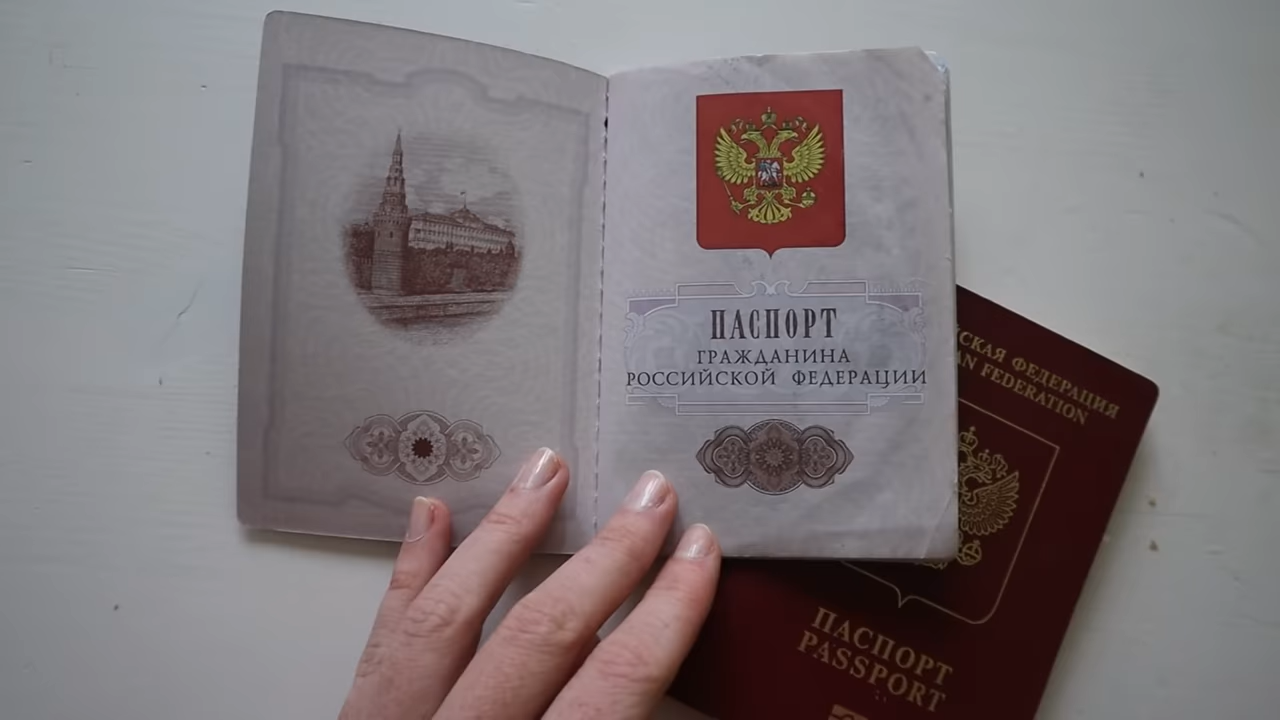 ПАСПОРТ
ГРАЖДАНИНА
РОССИЙСКОЙ ФЕДЕРАЦИИ
ФЕДЕРАЦИЯ
FEDERATION
ПАСПОРТ
PASSPORT